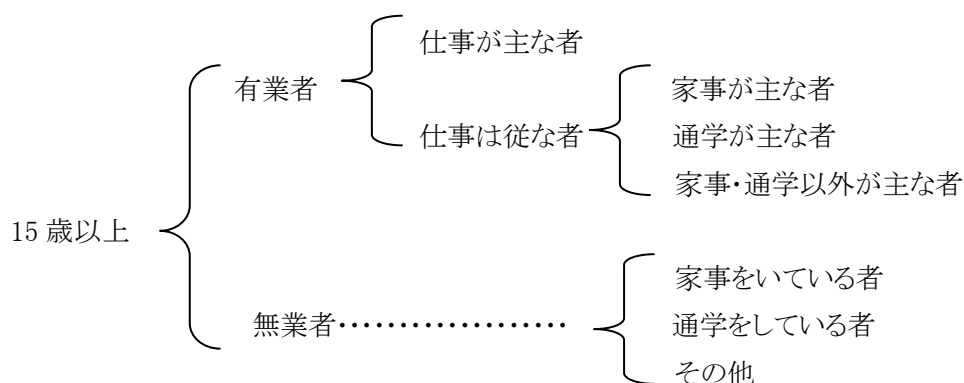 仕事が主な者
有業者
家事が主な者
仕事は従な者
通学が主な者
家事・通学以外が主な者
15歳以上
家事をいている者
無業者・・・・・・・・・・・・・・・・・・・
通学をしている者
その他